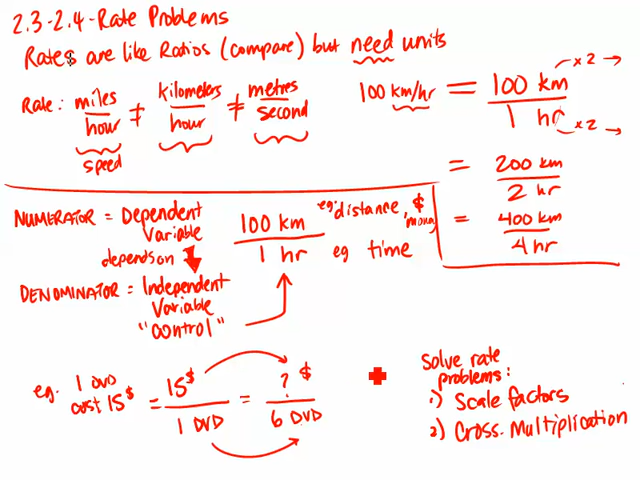 2.3-2.4-Rate Problems
Rates are like Ratios (compare) but need units
Rate: miles/hour ≠ kilometers/hour ≠ metres/second
speed
100 km/hr = 100 km/1 hr
×2 →
×2 →
= 200 km/2 hr
= 400 km/4 hr
NUMERATOR = Dependent
Variable
depends on
DENOMINATOR = Independent
Variable
"control"
100 km/1 hr
eg. distance, $
money
eg time
eg. 1 DVD
cost 15$
= 15$/1 DVD = ? $/6 DVD
Solve rate
problems:
1) Scale factors
2) Cross. Multiplication